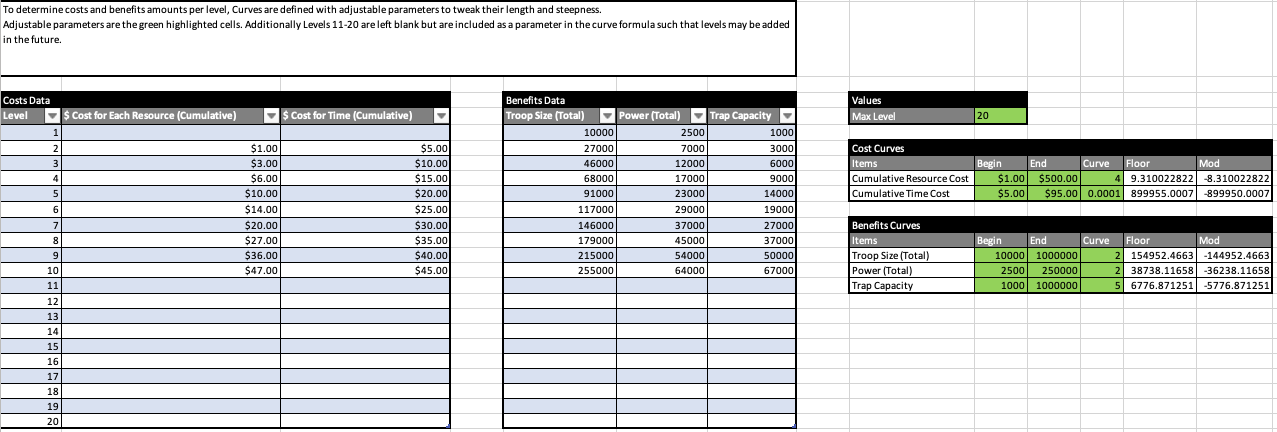 To determine costs and benefits amounts per level, Curves are defined with adjustable parameters to tweak their length and steepness.
Adjustable parameters are the green highlighted cells. Additionally Levels 11-20 are left blank but are included as a parameter in the curve formula such that levels may be added
in the future.
Costs Data
Level $ Cost for Each Resource (Cumulative) $ Cost for Time (Cumulative)
1
2 $1.00 $5.00
3 $3.00 $10.00
4 $6.00 $15.00
5 $10.00 $20.00
6 $14.00 $25.00
7 $20.00 $30.00
8 $27.00 $35.00
9 $36.00 $40.00
10 $47.00 $45.00
11
12
13
14
15
16
17
18
19
20
Benefits Data
Troop Size (Total) Power (Total) Trap Capacity
10000 2500 1000
27000 7000 3000
46000 12000 6000
68000 17000 9000
91000 23000 14000
117000 29000 19000
146000 37000 27000
179000 45000 37000
215000 54000 50000
255000 64000 67000
Values
Max Level 20
Cost Curves
Items Begin End Curve Floor Mod
Cumulative Resource Cost $1.00 $500.00 4 9.310022822 -8.310022822
Cumulative Time Cost $5.00 $95.00 0.0001 899955.0007 -899950.0007
Benefits Curves
Items Begin End Curve Floor Mod
Troop Size (Total) 10000 1000000 2 154952.4663 -144952.4663
Power (Total) 2500 250000 2 38738.11658 -36238.11658
Trap Capacity 1000 1000000 5 6776.871251 -5776.871251